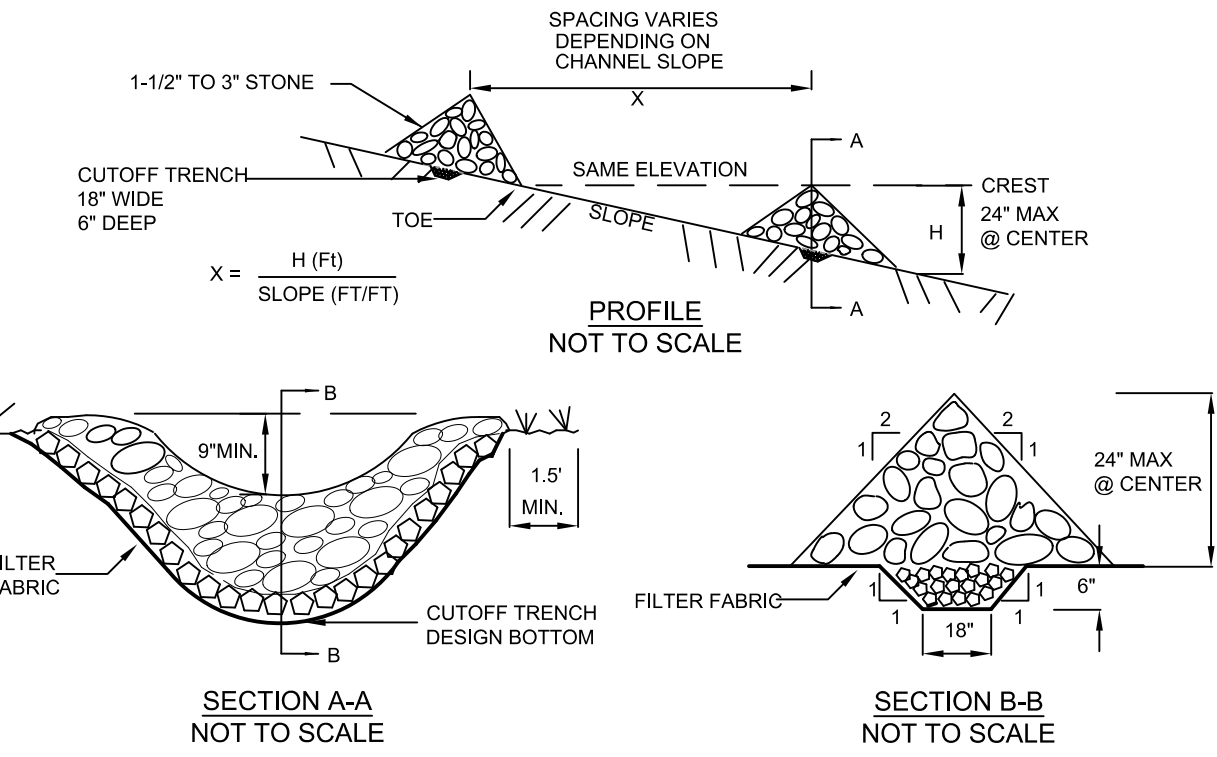 SPACING VARIES
DEPENDING ON
CHANNEL SLOPE
X
1-1/2" TO 3" STONE
A
CUTOFF TRENCH
18" WIDE
6" DEEP
SAME ELEVATION
CREST
24" MAX
@ CENTER
TOE
SLOPE
H
X = H (Ft)
SLOPE (FT/FT)
A
PROFILE
NOT TO SCALE
B
9"MIN.
1.5'
MIN.
ILTER
ABRIC
CUTOFF TRENCH
DESIGN BOTTOM
B
SECTION A-A
NOT TO SCALE
2
1
2
1
24" MAX
@ CENTER
FILTER FABRIC
1
1
1
1
6"
18"
SECTION B-B
NOT TO SCALE